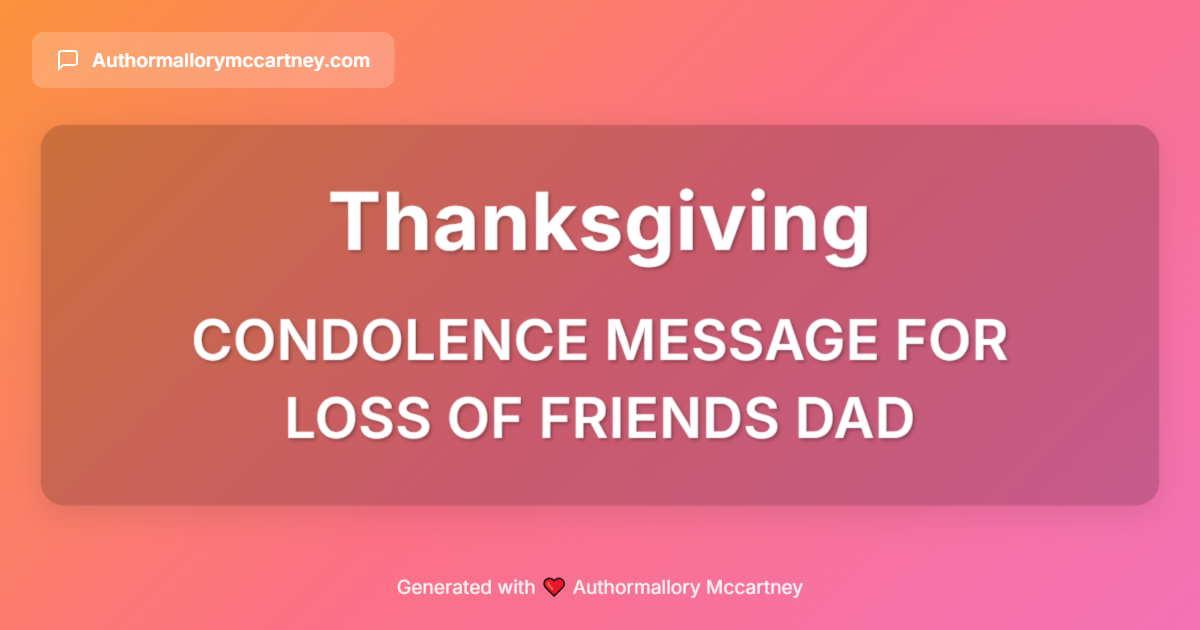 Authormallorymccartney.com
Thanksgiving
CONDOLENCE MESSAGE FOR
LOSS OF FRIENDS DAD
Generated with ❤️ Authormallory Mccartney